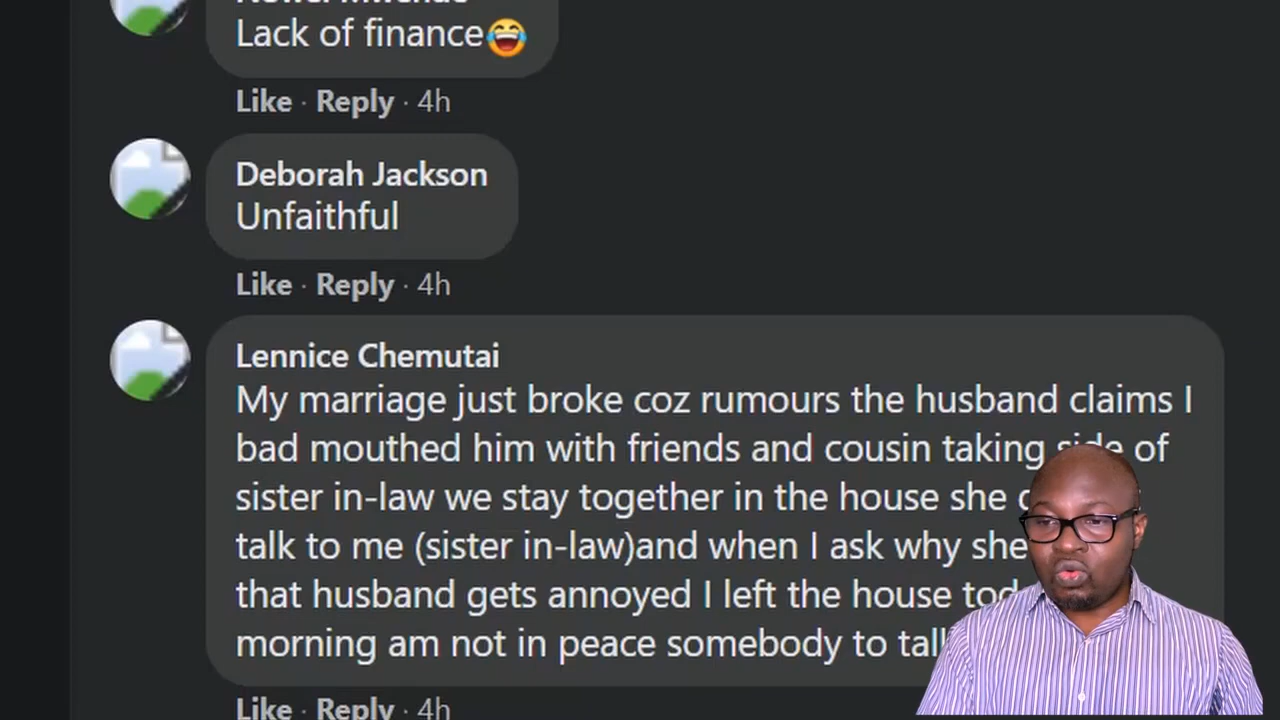 Lack of finance😂
Like · Reply · 4h
Deborah Jackson
Unfaithful
Like · Reply · 4h
Lennice Chemutai
My marriage just broke coz rumours the husband claims I
bad mouthed him with friends and cousin taking side of
sister in-law we stay together in the house she
talk to me (sister in-law)and when I ask why she
that husband gets annoyed I left the house
morning am not in peace somebody to
Like · Reply · 4h